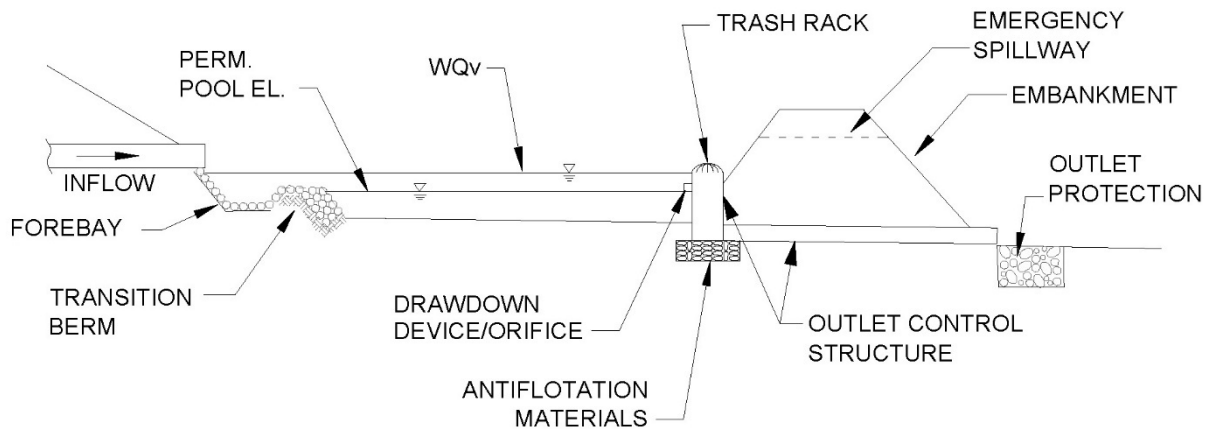 TRASH RACK
EMERGENCY
SPILLWAY
PERM.
POOL EL.
WQv
EMBANKMENT
INFLOW
OUTLET
PROTECTION
FOREBAY
TRANSITION
BERM
DRAWDOWN
DEVICE/ORIFICE
OUTLET CONTROL
STRUCTURE
ANTIFLOTATION
MATERIALS